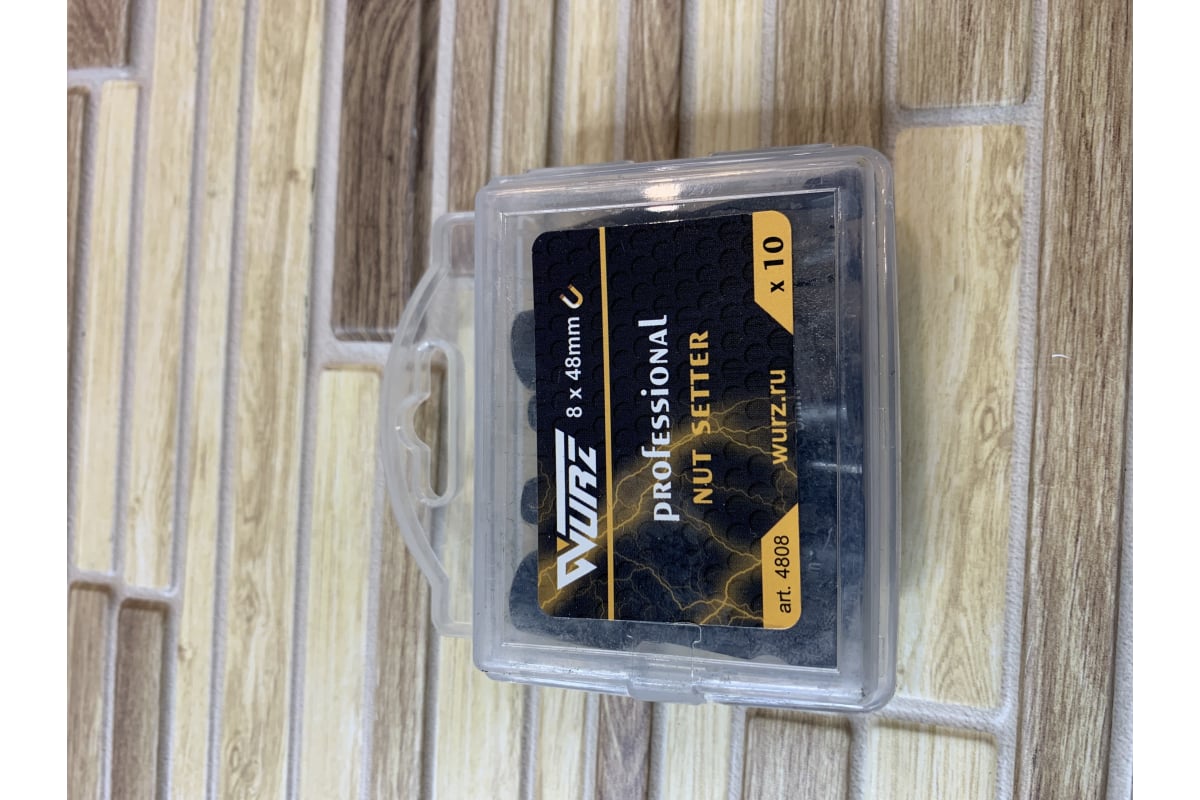 WURZ 8 x 48mm
professional
NUT SETTER
art. 4808 wurz.ru x 10